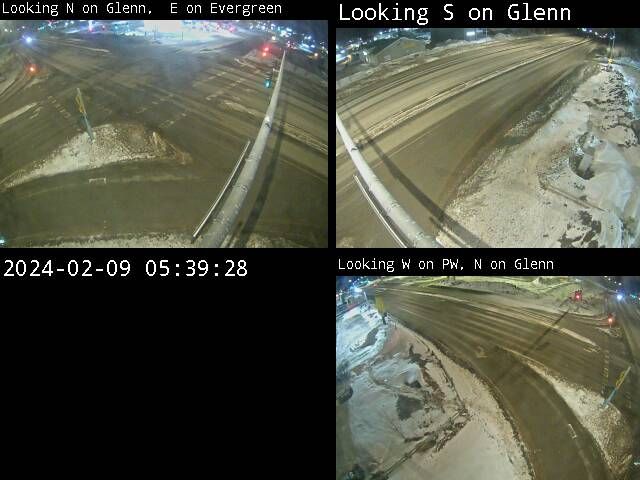 Looking N on Glenn,  E on Evergreen
Looking S on Glenn
2024-02-09 05:39:28
Looking W on PW, N on Glenn